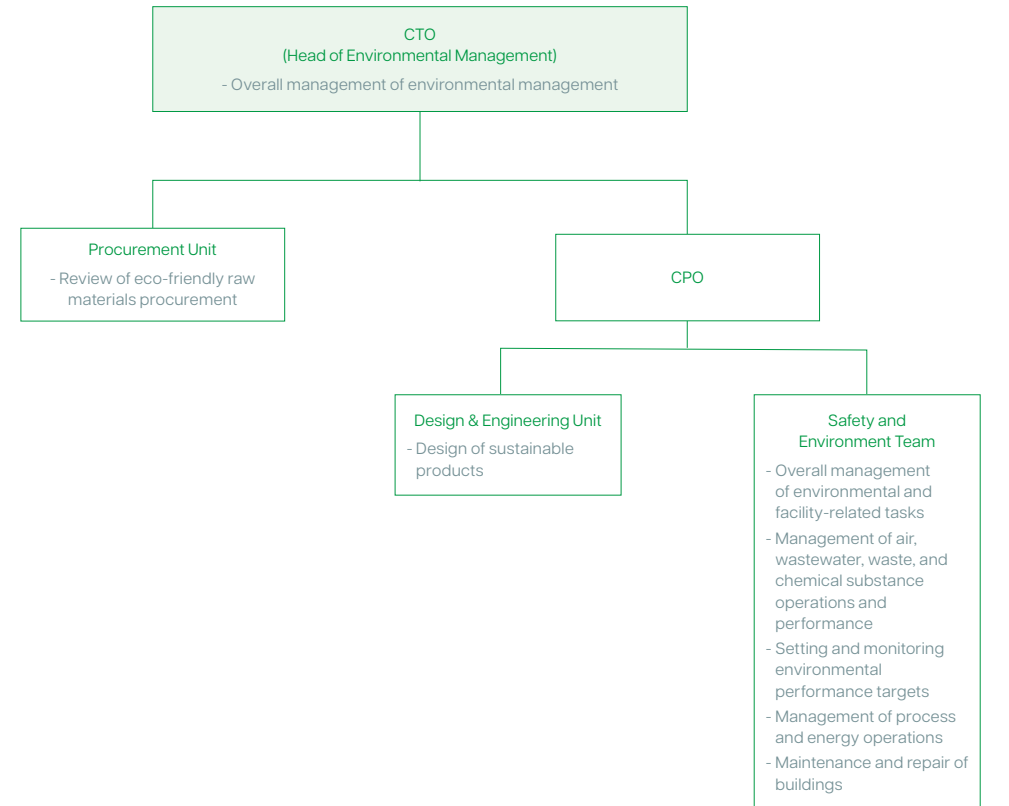 CTO
(Head of Environmental Management)
- Overall management of environmental management
Procurement Unit
- Review of eco-friendly raw
materials procurement
CPO
Design & Engineering Unit
- Design of sustainable
products
Safety and
Environment Team
- Overall management
of environmental and
facility-related tasks
- Management of air,
wastewater, waste, and
chemical substance
operations and
performance
- Setting and monitoring
environmental
performance targets
- Management of process
and energy operations
- Maintenance and repair of
buildings